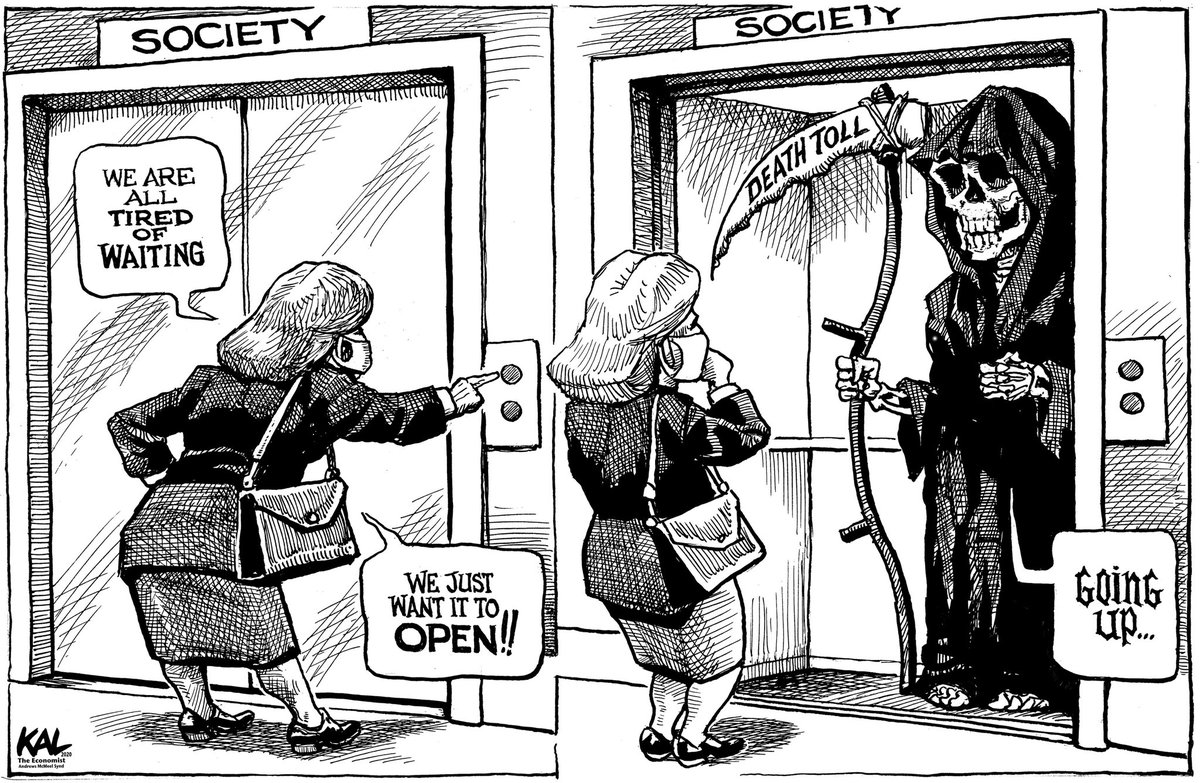 SOCIETY
WE ARE
ALL
TIRED
OF
WAITING
WE JUST
WANT IT TO
OPEN!!
KAL
2020
The Economist
Andrews McMeel Synd
SOCIETY
DEATH TOLL
GOING
UP...